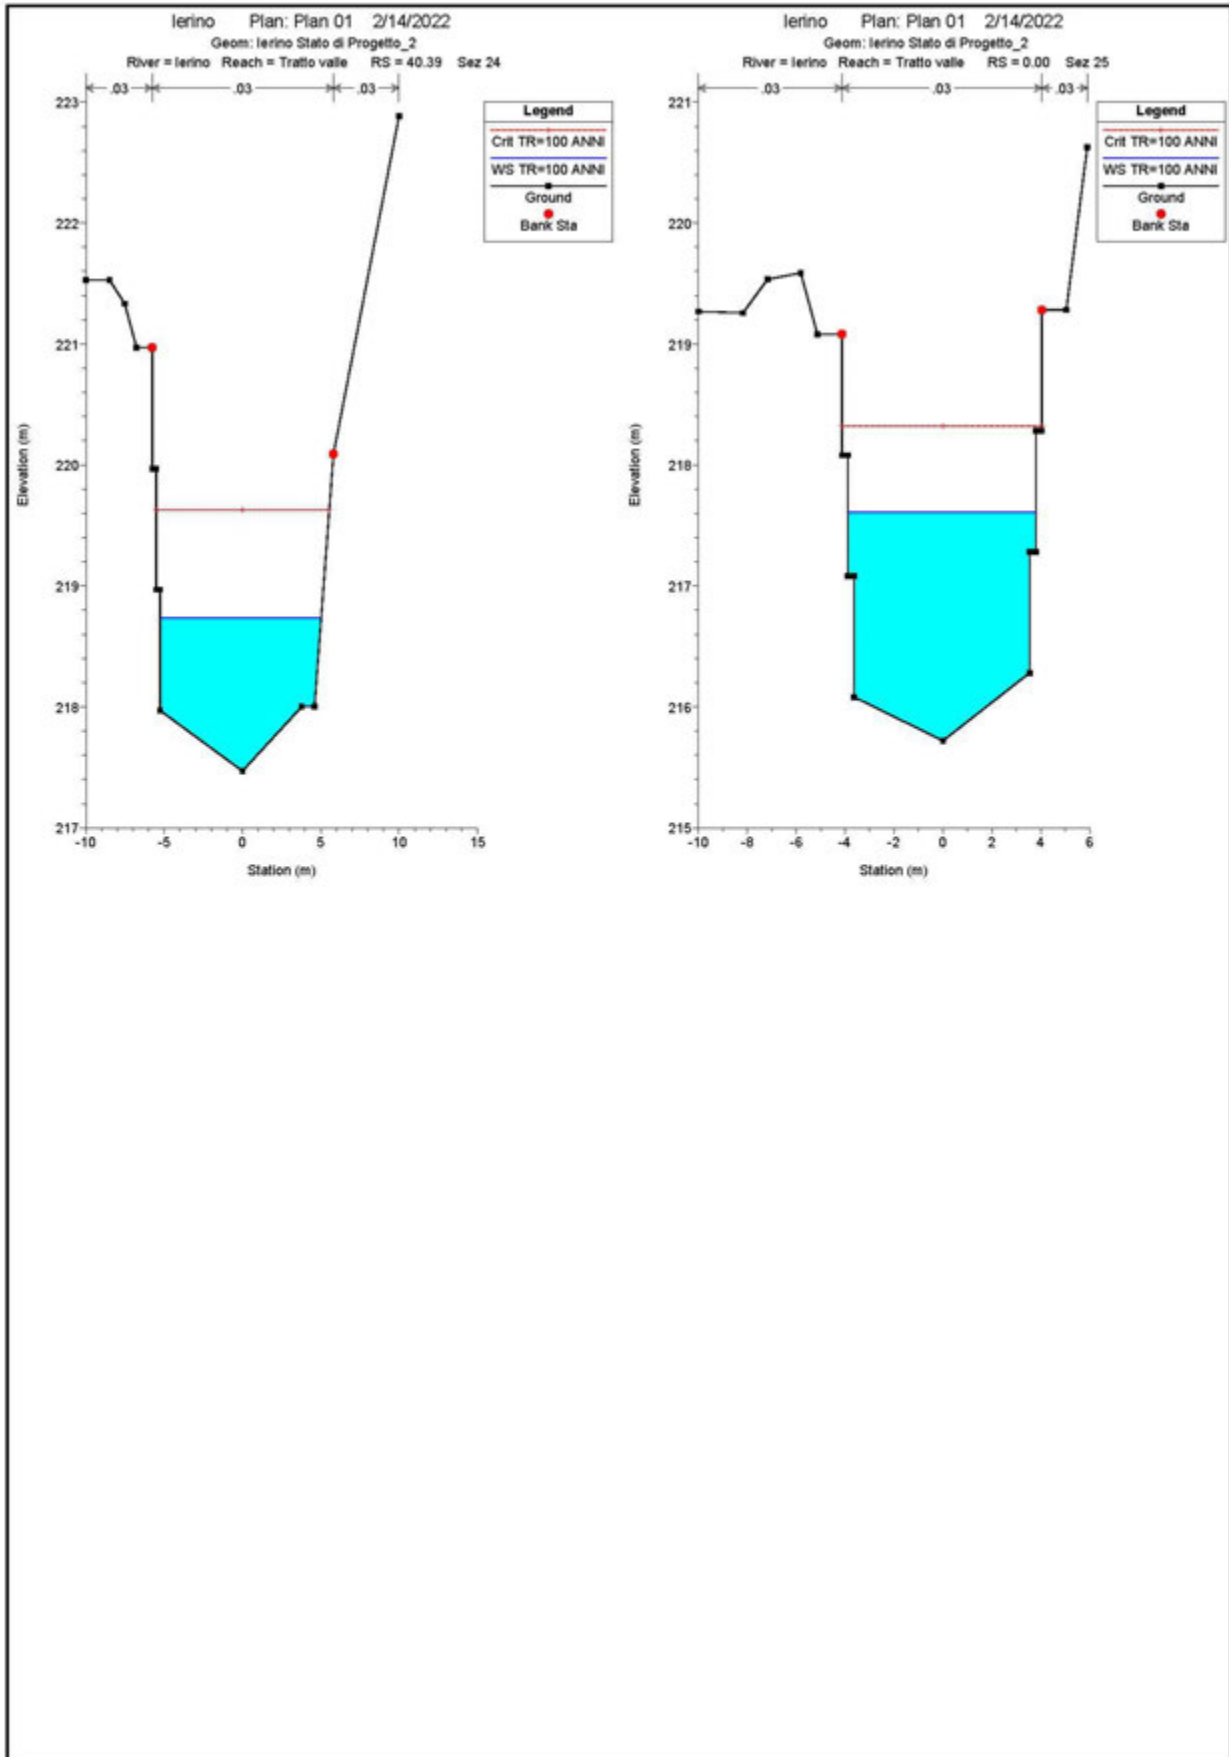 Ierino Plan: Plan 01 2/14/2022
Geom: Ierino Stato di Progetto_2
River = Ierino Reach = Tratto valle RS = 40.39 Sez 24
.03 .03 .03
Legend
Crit TR=100 ANNI
WS TR=100 ANNI
Ground
Bank Sta
223
222
221
220
219
218
217
Elevation (m)
-10 -5 0 5 10 15
Station (m)
Ierino Plan: Plan 01 2/14/2022
Geom: Ierino Stato di Progetto_2
River = Ierino Reach = Tratto valle RS = 0.00 Sez 25
.03 .03 .03
Legend
Crit TR=100 ANNI
WS TR=100 ANNI
Ground
Bank Sta
221
220
219
218
217
216
215
Elevation (m)
-10 -8 -6 -4 -2 0 2 4 6
Station (m)